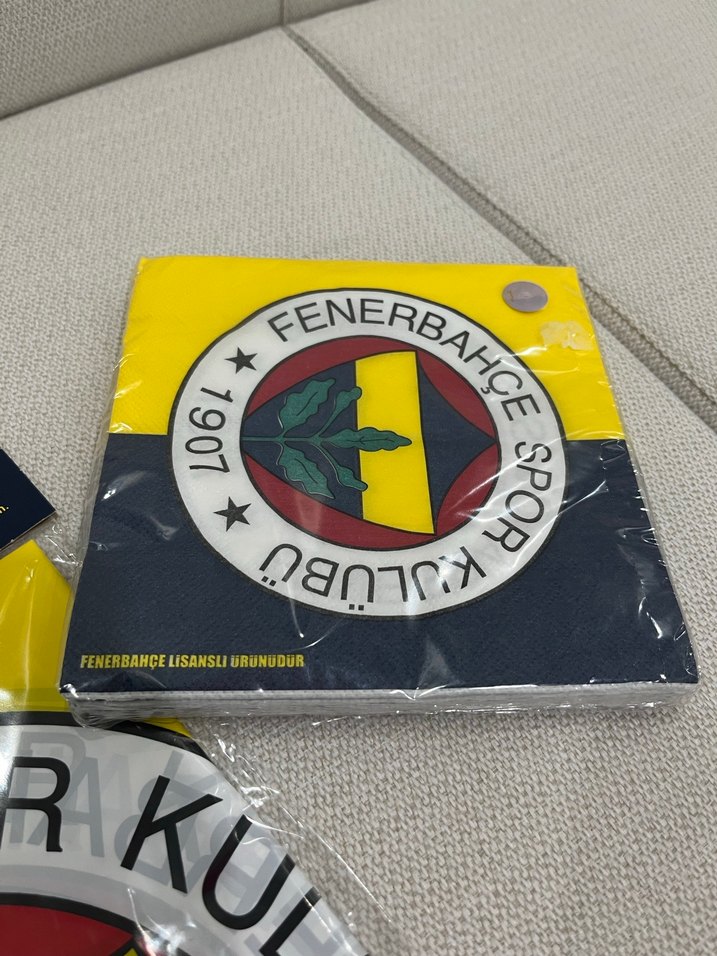 FENERBAHÇE SPOR KULÜBÜ
★ 1907 ★
FENERBAHÇE LİSANSLI ÜRÜNÜDÜR
R KUL